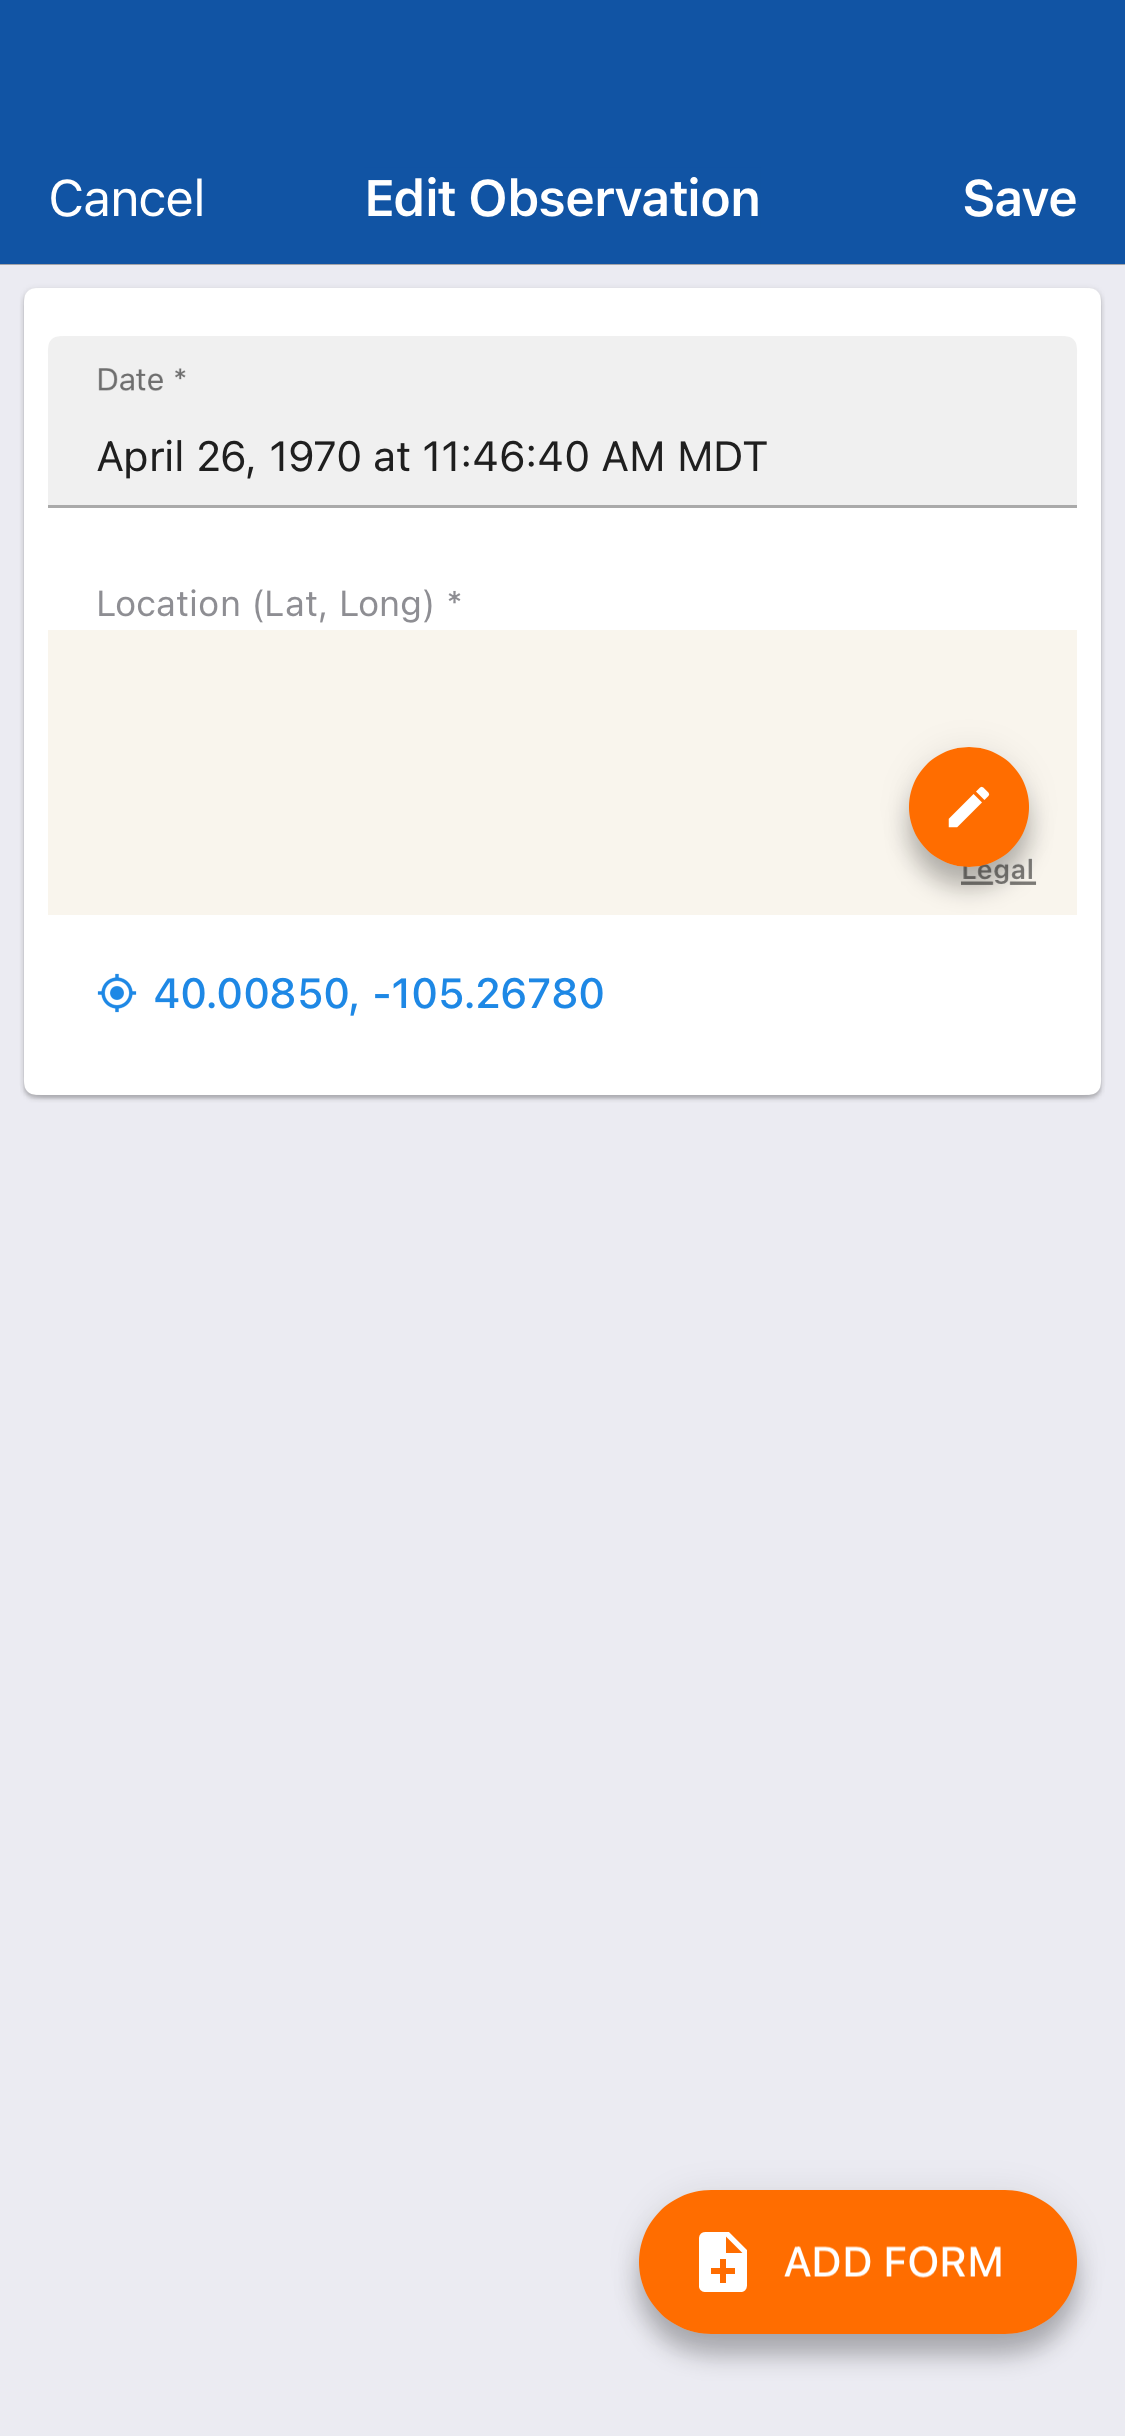 Cancel Edit Observation Save
Date *
April 26, 1970 at 11:46:40 AM MDT
Location (Lat, Long) *
Legal
40.00850, -105.26780
ADD FORM